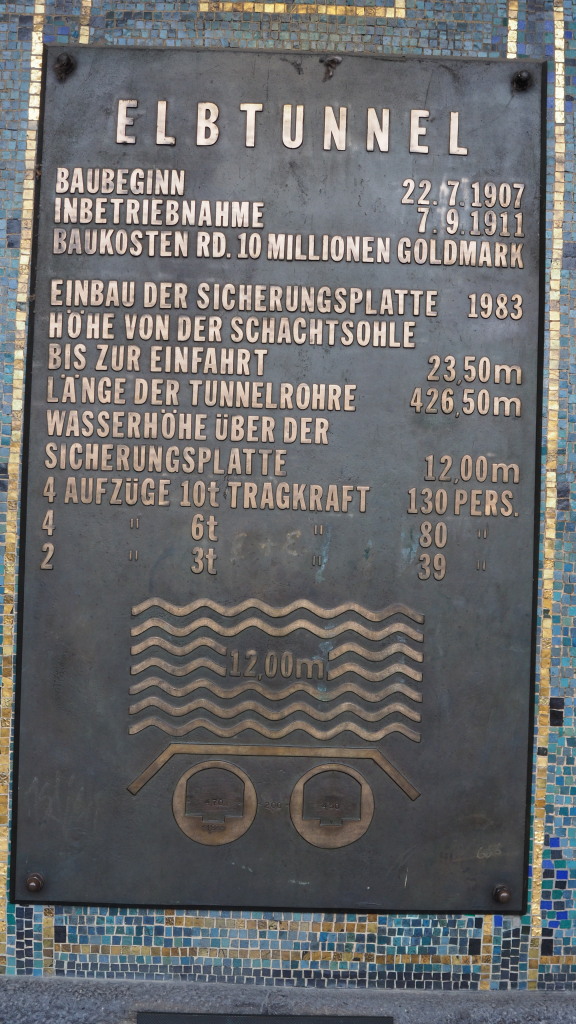 ELBTUNNEL
BAUBEGINN 22.7.1907
INBETRIEBNAHME 7.9.1911
BAUKOSTEN RD. 10 MILLIONEN GOLDMARK
EINBAU DER SICHERUNGSPLATTE 1983
HÖHE VON DER SCHACHTSOHLE
BIS ZUR EINFAHRT 23,50m
LÄNGE DER TUNNELROHRE 426,50m
WASSERHÖHE ÜBER DER
SICHERUNGSPLATTE 12,00m
4 AUFZÜGE 10t TRAGKRAFT 130 PERS.
4 " 6t " 80 "
2 " 3t " 39 "
12,00m